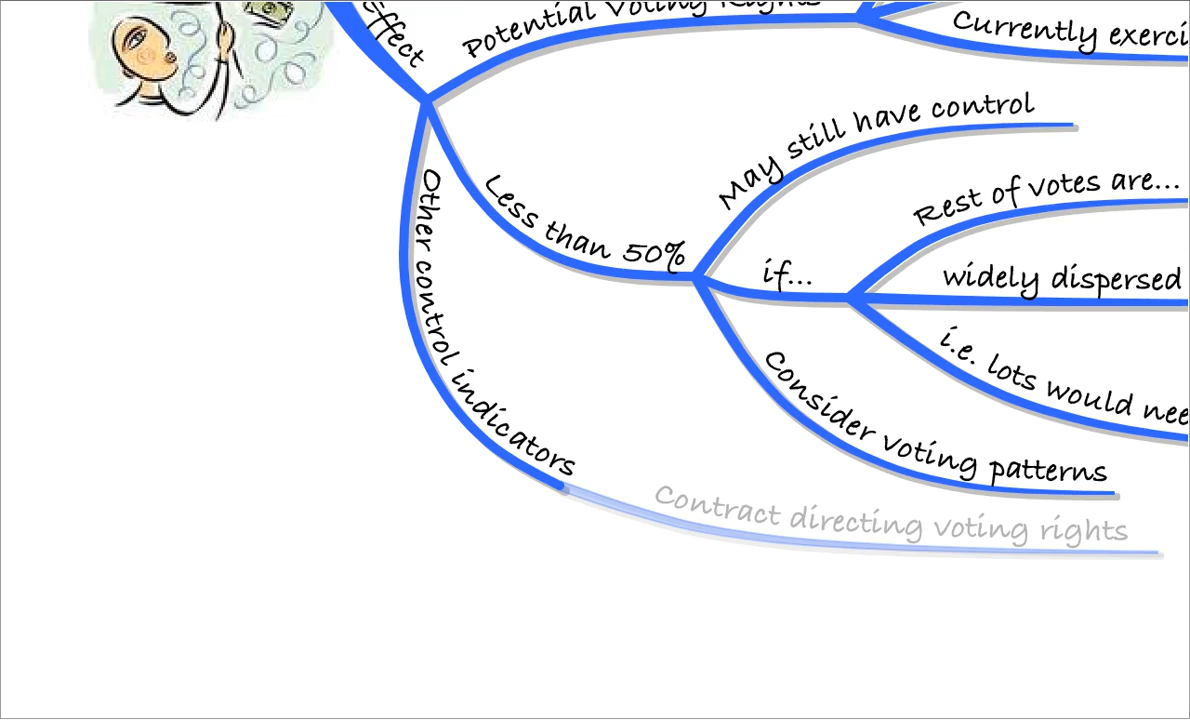 Effect
Potential Voting Rights
Currently exerci
May still have control
Rest of votes are...
Less than 50%
if...
widely dispersed
i.e. lots would nee
Other control indicators
Consider voting patterns
Contract directing voting rights